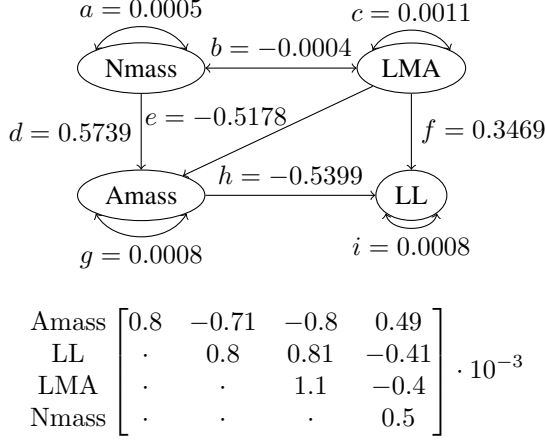 a = 0.0005 c = 0.0011
b = −0.0004
Nmass LMA
d = 0.5739 e = −0.5178 f = 0.3469
h = −0.5399
Amass LL
g = 0.0008 i = 0.0008
Amass 0.8 −0.71 −0.8 0.49
LL · 0.8 0.81 −0.41
LMA · · 1.1 −0.4 · 10⁻³
Nmass · · · 0.5